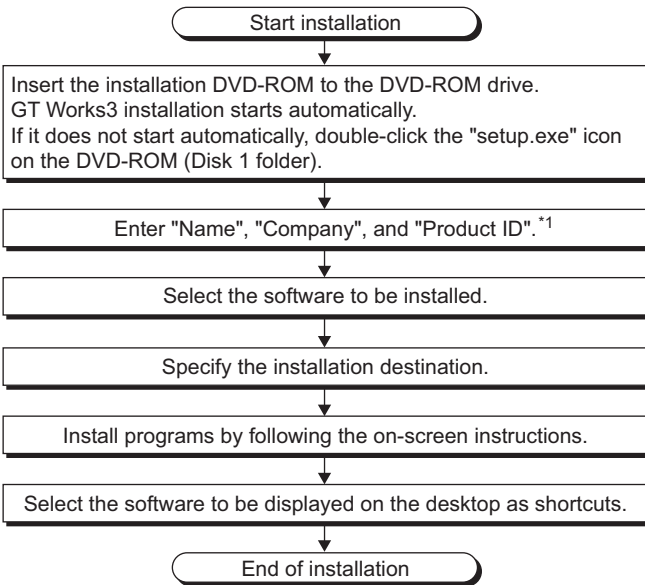 Start installation
Insert the installation DVD-ROM to the DVD-ROM drive.
GT Works3 installation starts automatically.
If it does not start automatically, double-click the "setup.exe" icon
on the DVD-ROM (Disk 1 folder).
Enter "Name", "Company", and "Product ID".*1
Select the software to be installed.
Specify the installation destination.
Install programs by following the on-screen instructions.
Select the software to be displayed on the desktop as shortcuts.
End of installation